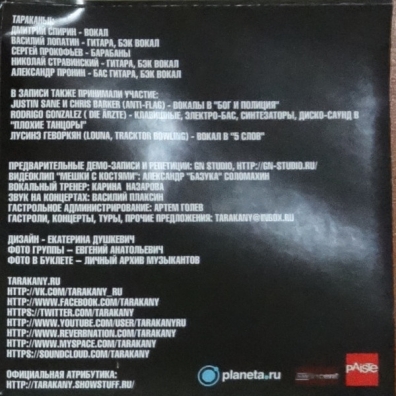 ТАРАКАНЫ!:
ДМИТРИЙ СПИРИН - ВОКАЛ
ВАСИЛИЙ ЛОПАТИН - ГИТАРА, БЭК ВОКАЛ
СЕРГЕЙ ПРОКОФЬЕВ - БАРАБАНЫ
НИКОЛАЙ СТРАВИНСКИЙ - ГИТАРА, БЭК ВОКАЛ
АЛЕКСАНДР ПРОНИН - БАС ГИТАРА, БЭК ВОКАЛ
В ЗАПИСИ ТАКЖЕ ПРИНИМАЛИ УЧАСТИЕ:
JUSTIN SANE И CHRIS BARKER (ANTI-FLAG) - ВОКАЛЫ В "БОГ И ПОЛИЦИЯ"
RODRIGO GONZALEZ ( DIE ÄRZTE) - КЛАВИШНЫЕ, ЭЛЕКТРО-БАС, СИНТЕЗАТОРЫ, ДИСКО-САУНД В
"ПЛОХИЕ ТАНЦОРЫ"
ЛУСИНЭ ГЕВОРКЯН (LOUNA, TRACKTOR BOWLING) - ВОКАЛ В "5 СЛОВ"
ПРЕДВАРИТЕЛЬНЫЕ ДЕМО-ЗАПИСИ И РЕПЕТИЦИИ: GN STUDIO, HTTP://GN-STUDIO.RU/
ВИДЕОКЛИП "МЕШКИ С КОСТЯМИ": АЛЕКСАНДР "БАЗУКА" СОЛОМАХИН
ВОКАЛЬНЫЙ ТРЕНЕР: КАРИНА НАЗАРОВА
ЗВУК НА КОНЦЕРТАХ: ВАСИЛИЙ ПЛАКСИН
ГАСТРОЛЬНОЕ АДМИНИСТРИРОВАНИЕ: АРТЕМ ГОЛЕВ
ГАСТРОЛИ, КОНЦЕРТЫ, ТУРЫ, ПРОЧИЕ ПРЕДЛОЖЕНИЯ: TARAKANY@INBOX.RU
ДИЗАЙН - ЕКАТЕРИНА ДУШКЕВИЧ
ФОТО ГРУППЫ – ЕВГЕНИЙ АНАТОЛЬЕВИЧ
ФОТО В БУКЛЕТЕ – ЛИЧНЫЙ АРХИВ МУЗЫКАНТОВ
TARAKANY.RU
HTTP://VK.COM/TARAKANY_RU
HTTP://WWW.FACEBOOK.COM/TARAKANY
HTTPS://TWITTER.COM/TARAKANY
HTTP://WWW.YOUTUBE.COM/USER/TARAKANYRU
HTTP://WWW.REVERBNATION.COM/TARAKANY
HTTP://WWW.MYSPACE.COM/TARAKANY
HTTPS://SOUNDCLOUD.COM/TARAKANY
ОФИЦИАЛЬНАЯ АТРИБУТИКА:
HTTP://TARAKANY.SHOWSTUFF.RU/
planeta.ru
PAISTE